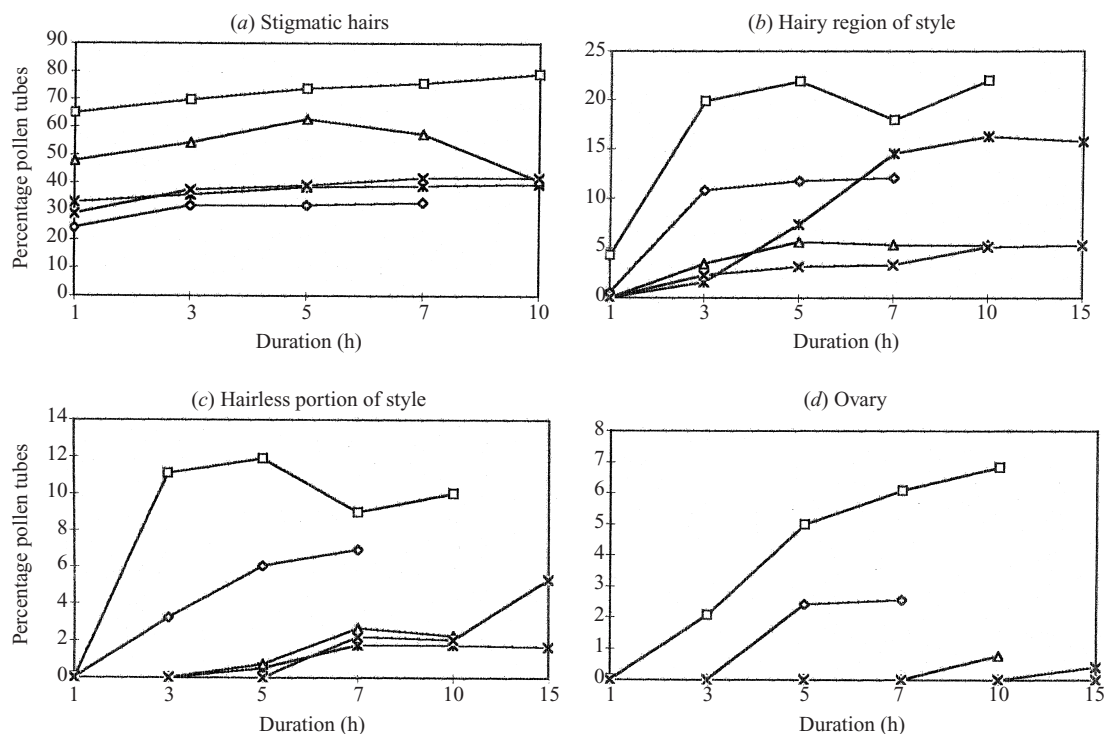 (a) Stigmatic hairs
Percentage pollen tubes
90
80
70
60
50
40
30
20
10
0
1 3 5 7 10
Duration (h)
(b) Hairy region of style
25
20
15
10
5
0
1 3 5 7 10 15
Duration (h)
(c) Hairless portion of style
Percentage pollen tubes
14
12
10
8
6
4
2
0
1 3 5 7 10 15
Duration (h)
(d) Ovary
8
7
6
5
4
3
2
1
0
1 3 5 7 10 15
Duration (h)